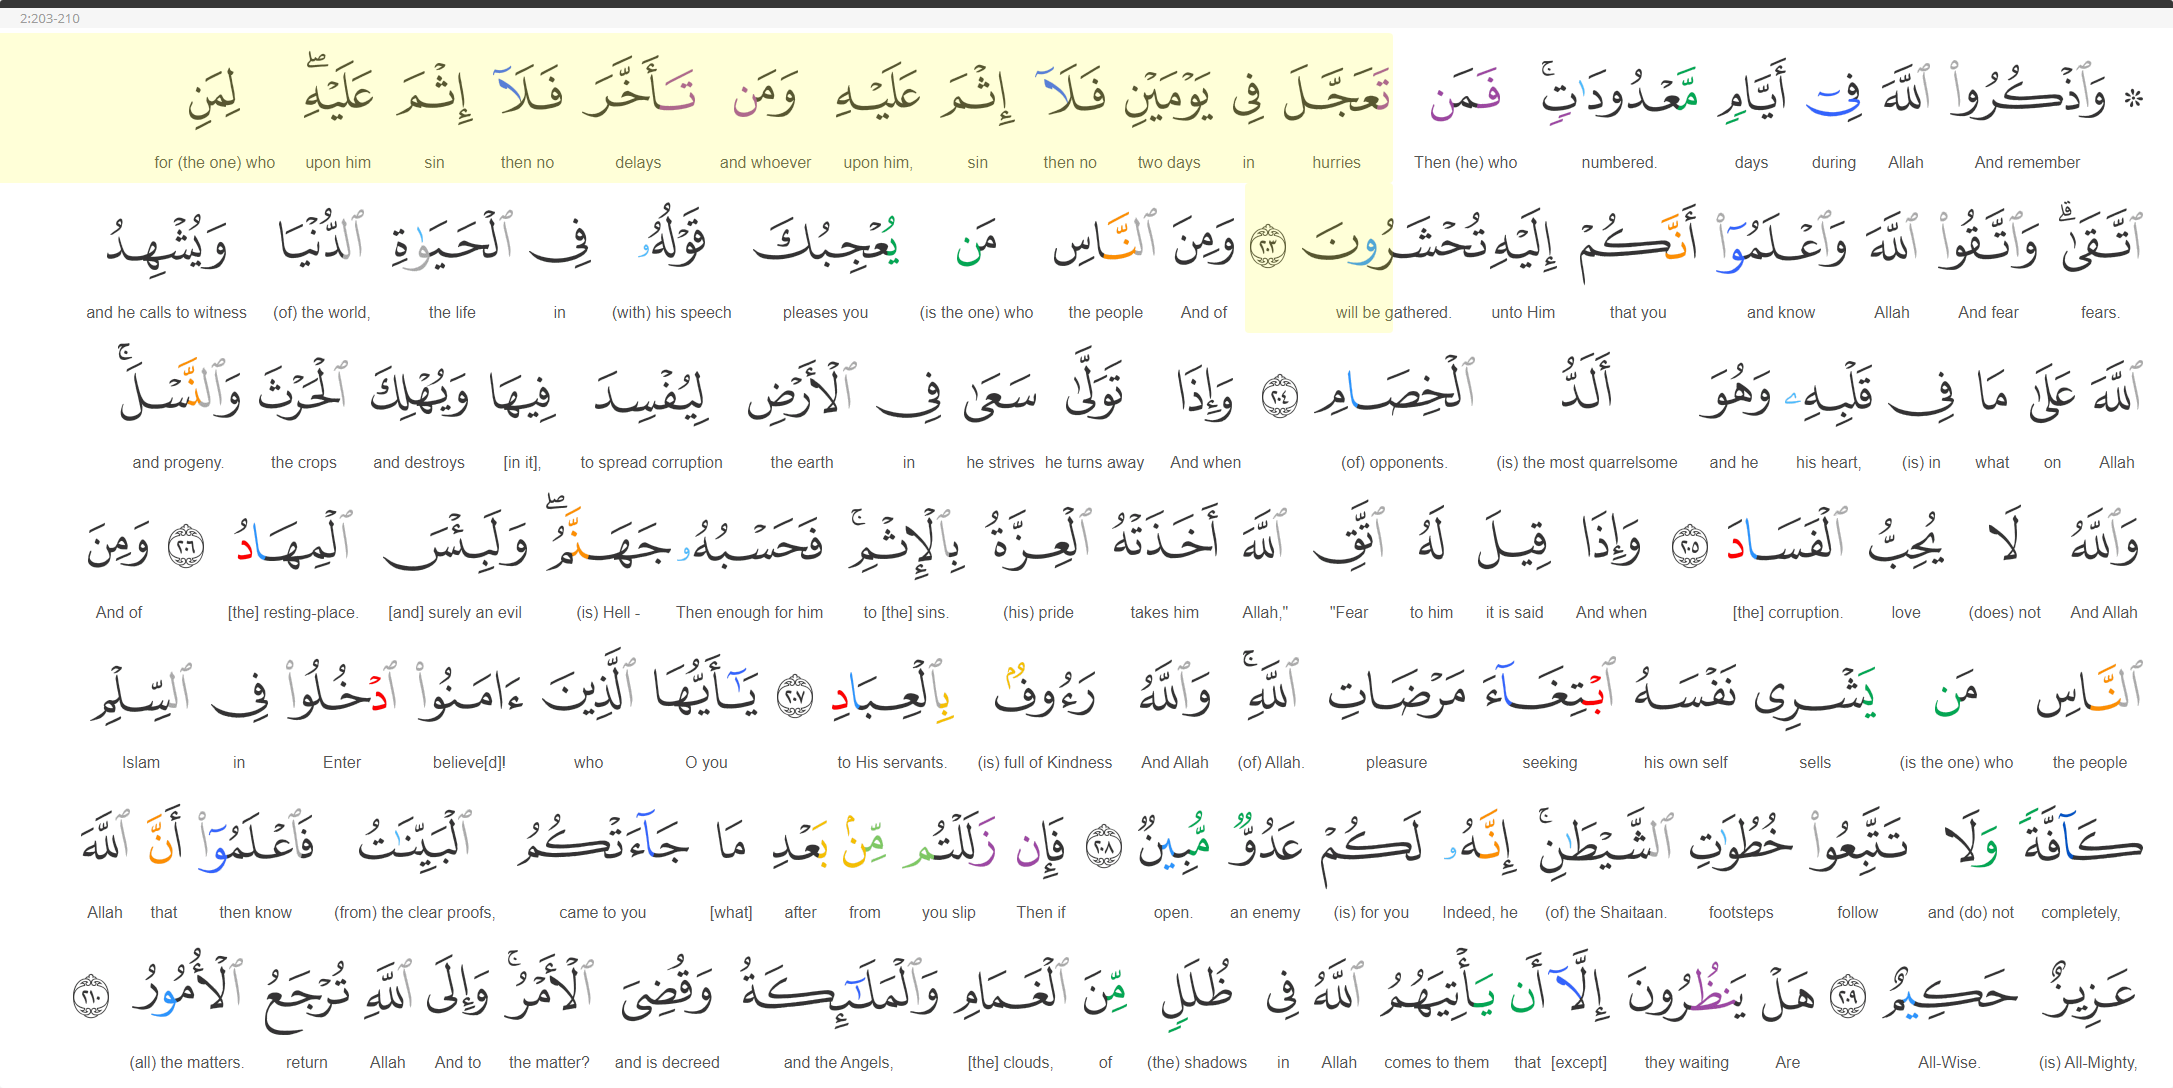 2:203-210
* وَٱذْكُرُوا۟ ٱللَّهَ فِىٓ أَيَّامٍ مَّعْدُودَٰتٍ ۚ فَمَن تَعَجَّلَ فِى يَوْمَيْنِ فَلَآ إِثْمَ عَلَيْهِ وَمَن تَأَخَّرَ فَلَآ إِثْمَ عَلَيْهِ ۖ لِمَنِ
for (the one) who upon him sin then no delays and whoever upon him, sin then no two days in hurries Then (he) who numbered. days during Allah And remember
ٱتَّقَىٰ ۗ وَٱتَّقُوا۟ ٱللَّهَ وَٱعْلَمُوٓا۟ أَنَّكُمْ إِلَيْهِ تُحْشَرُونَ ٢٠٣ وَمِنَ ٱلنَّاسِ مَن يُعْجِبُكَ قَوْلُهُۥ فِى ٱلْحَيَوٰةِ ٱلدُّنْيَا وَيُشْهِدُ
and he calls to witness (of) the world, the life in (with) his speech pleases you (is the one) who the people And of will be gathered. unto Him that you and know Allah And fear fears.
ٱللَّهَ عَلَىٰ مَا فِى قَلْبِهِۦ وَهُوَ أَلَدُّ ٱلْخِصَامِ ٢٠٤ وَإِذَا تَوَلَّىٰ سَعَىٰ فِى ٱلْأَرْضِ لِيُفْسِدَ فِيهَا وَيُهْلِكَ ٱلْحَرْثَ وَٱلنَّسْلَ ۚ
and progeny. the crops and destroys [in it], to spread corruption the earth in he strives he turns away And when (of) opponents. (is) the most quarrelsome and he his heart, (is) in what on Allah
وَٱللَّهُ لَا يُحِبُّ ٱلْفَسَادَ ٢٠٥ وَإِذَا قِيلَ لَهُ ٱتَّقِ ٱللَّهَ أَخَذَتْهُ ٱلْعِزَّةُ بِٱلْإِثْمِ ۚ فَحَسْبُهُۥ جَهَنَّمُ ۖ وَلَبِئْسَ ٱلْمِهَادُ ٢٠٦ وَمِنَ
And of [the] resting-place. [and] surely an evil (is) Hell - Then enough for him to [the] sins. (his) pride takes him Allah," "Fear to him it is said And when [the] corruption. love (does) not And Allah
ٱلنَّاسِ مَن يَشْرِى نَفْسَهُ ٱبْتِغَآءَ مَرْضَاتِ ٱللَّهِ ۚ وَٱللَّهُ رَءُوفٌۢ بِٱلْعِبَادِ ٢٠٧ يَـٰٓأَيُّهَا ٱلَّذِينَ ءَامَنُوا۟ ٱدْخُلُوا۟ فِى ٱلسِّلْمِ
Islam in Enter believe[d]! who O you to His servants. (is) full of Kindness And Allah (of) Allah. pleasure seeking his own self sells (is the one) who the people
كَآفَّةً وَلَا تَتَّبِعُوا۟ خُطُوَٰتِ ٱلشَّيْطَـٰنِ ۚ إِنَّهُۥ لَكُمْ عَدُوٌّ مُّبِينٌ ٢٠٨ فَإِن زَلَلْتُم مِّنۢ بَعْدِ مَا جَآءَتْكُمُ ٱلْبَيِّنَـٰتُ فَٱعْلَمُوٓا۟ أَنَّ ٱللَّهَ
Allah that then know (from) the clear proofs, came to you [what] after from you slip Then if open. an enemy (is) for you Indeed, he (of) the Shaitaan. footsteps follow and (do) not completely,
عَزِيزٌ حَكِيمٌ ٢٠٩ هَلْ يَنظُرُونَ إِلَّآ أَن يَأْتِيَهُمُ ٱللَّهُ فِى ظُلَلٍ مِّنَ ٱلْغَمَامِ وَٱلْمَلَـٰٓئِكَةُ وَقُضِىَ ٱلْأَمْرُ ۚ وَإِلَى ٱللَّهِ تُرْجَعُ ٱلْأُمُورُ ٢١٠
(all) the matters. return Allah And to the matter? and is decreed and the Angels, [the] clouds, of (the) shadows in Allah comes to them that [except] they waiting Are All-Wise. (is) All-Mighty,